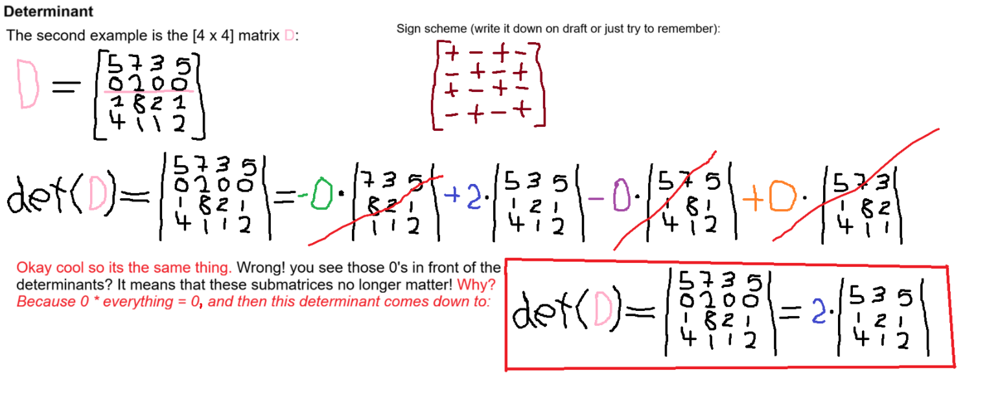 Determinant
The second example is the [4 x 4] matrix D:
Sign scheme (write it down on draft or just try to remember):
D = [5 7 3 5
0 2 0 0
1 8 2 1
4 1 1 2]
[+ - + -
- + - +
+ - + -
- + - +]
det(D) = |5 7 3 5| = -0 · |7 3 5| + 2 · |5 3 5| - 0 · |5 7 5| + 0 · |5 7 3|
0 2 0 0
1 8 2 1 8 2 1 1 2 1 1 8 1 1 8 2
4 1 1 2 1 1 2 4 1 2 4 1 2 4 1 1
Okay cool so its the same thing. Wrong! you see those 0's in front of the
determinants? It means that these submatrices no longer matter! Why?
Because 0 * everything = 0, and then this determinant comes down to:
det(D) = |5 7 3 5| = 2 · |5 3 5|
0 2 0 0
1 8 2 1 1 2 1
4 1 1 2 4 1 2